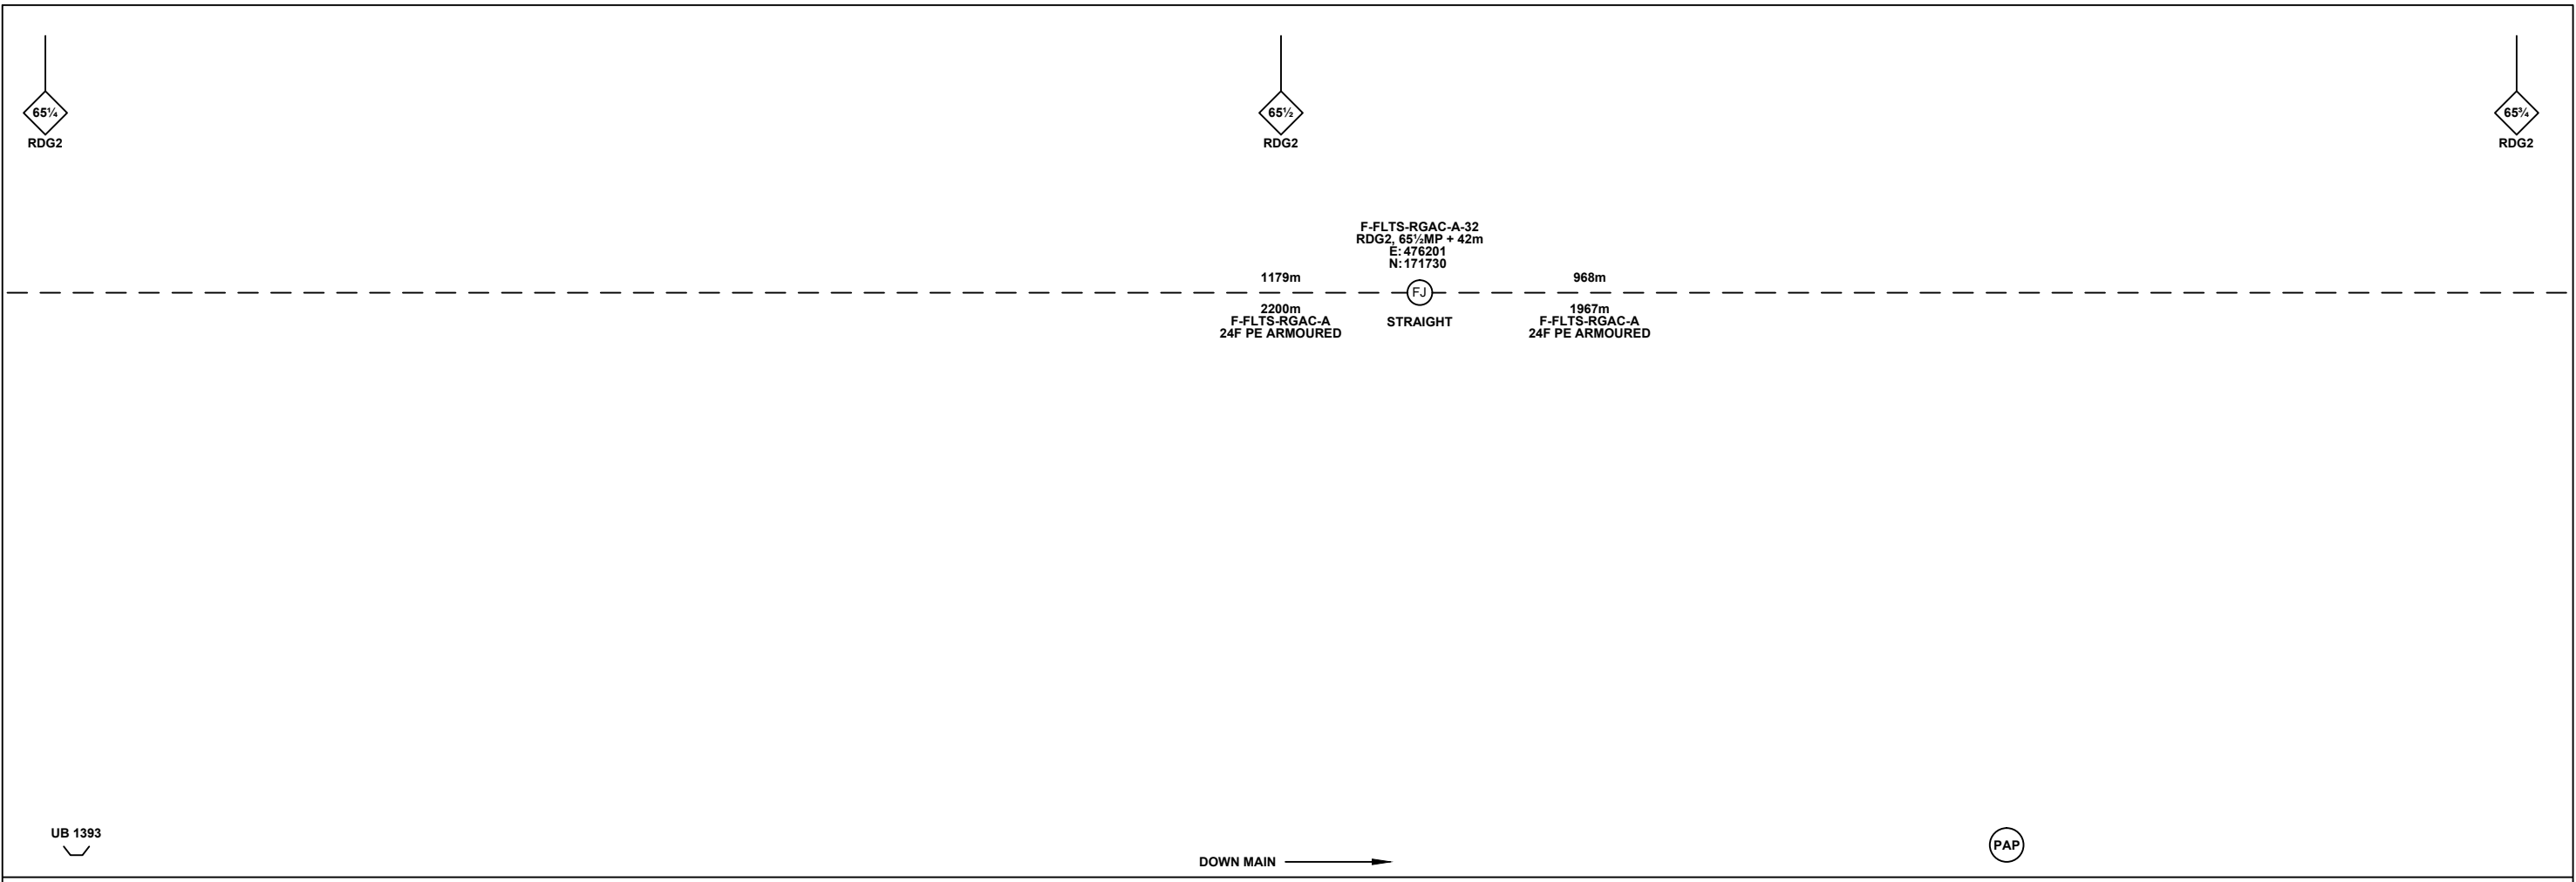 65¼
RDG2
65½
RDG2
65¾
RDG2
F-FLTS-RGAC-A-32
RDG2, 65½MP + 42m
E: 476201
N: 171730
1179m
968m
FJ
2200m
F-FLTS-RGAC-A
24F PE ARMOURED
STRAIGHT
1967m
F-FLTS-RGAC-A
24F PE ARMOURED
UB 1393
DOWN MAIN
PAP